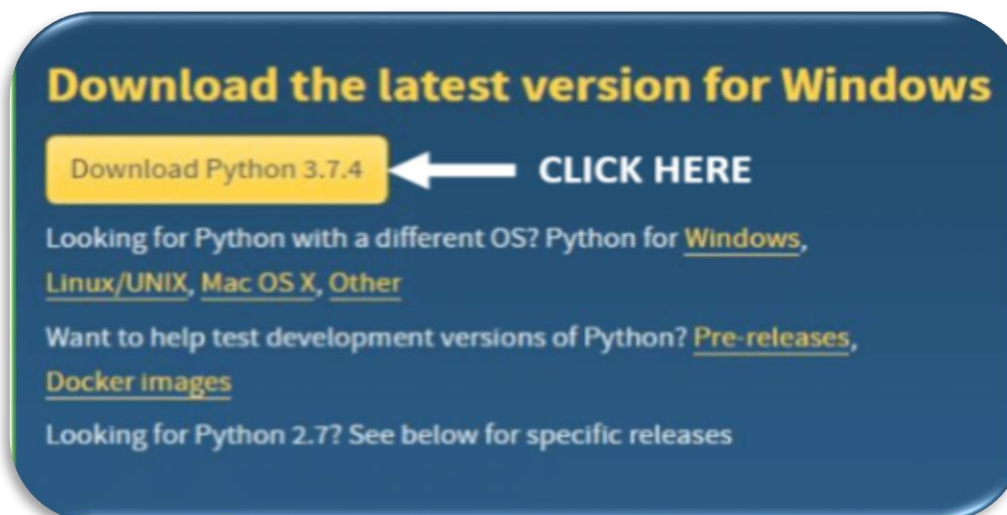 Download the latest version for Windows
Download Python 3.7.4 CLICK HERE
Looking for Python with a different OS? Python for Windows,
Linux/UNIX, Mac OS X, Other
Want to help test development versions of Python? Pre-releases,
Docker images
Looking for Python 2.7? See below for specific releases